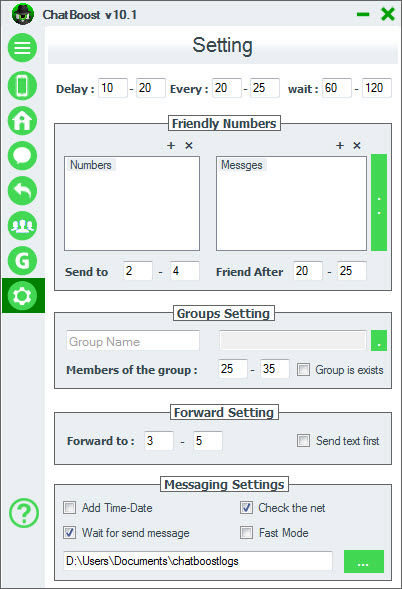 ChatBoost v10.1
Setting
Delay : 10 - 20 Every : 20 - 25 wait : 60 - 120
Friendly Numbers
+ × + ×
Numbers Messges
Send to 2 - 4 Friend After 20 - 25
Groups Setting
Group Name .
Members of the group : 25 - 35 Group is exists
G
Forward Setting
Forward to : 3 - 5 Send text first
Messaging Settings
Add Time-Date Check the net
Wait for send message Fast Mode
D:\Users\Documents\chatboostlogs ...
?